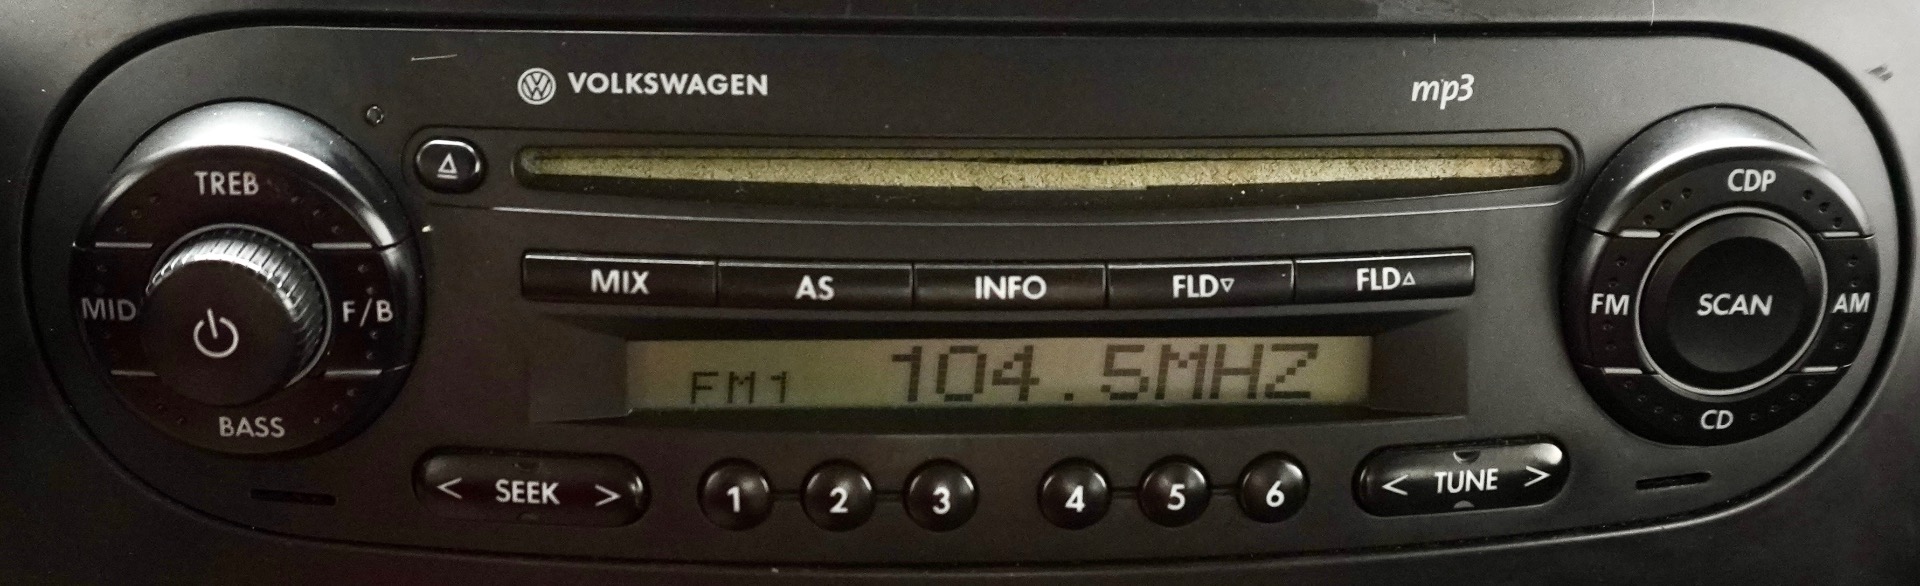 VOLKSWAGEN
mp3
TREB
MID
F/B
BASS
MIX AS INFO FLD▽ FLD△
FM1 104.5MHZ
CDP
FM SCAN AM
CD
< SEEK > 1 2 3 4 5 6 < TUNE >